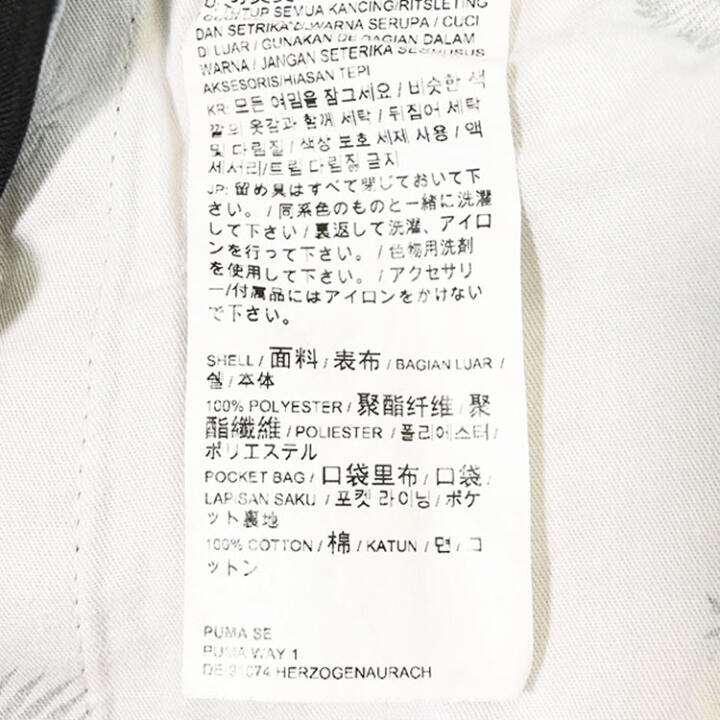 TUTUP SEMUA KANCING/RITSLETING
DAN SETRIKA DI WARNA SERUPA / CUCI
DI LUAR / GUNAKAN DE BAGIAN DALAM
WARNA / JANGAN SETERIKA
AKSESORIS/HIASAN TEPI
KR: 모든 여밈을 잠그세요 / 비슷한 색
깔의 옷감과 함께 세탁 / 뒤집어 세탁
및 다림질 / 색상 보호 세제 사용 / 액
세서리/트림 다림질 금지
JP: 留め具はすべて閉じておいて下
さい。 / 同系色のものと一緒に洗濯
して下さい / 裏返して洗濯、アイロ
ンを行って下さい。 / 色物用洗剤
を使用して下さい。 / アクセサリ
ー/付属品にはアイロンをかけない
で下さい。
SHELL / 面料 / 表布 / BAGIAN LUAR /
쉘 / 本体
100% POLYESTER / 聚酯纤维 / 聚
酯纖維 / POLIESTER / 폴리에스터 /
ポリエステル
POCKET BAG / 口袋里布 / 口袋 /
LAPISAN SAKU / 포켓 라이닝 / ポケ
ット裏地
100% COTTON / 棉 / KATUN / 면 / コ
ットン
PUMA SE
PUMA WAY 1
DE-91074 HERZOGENAURACH